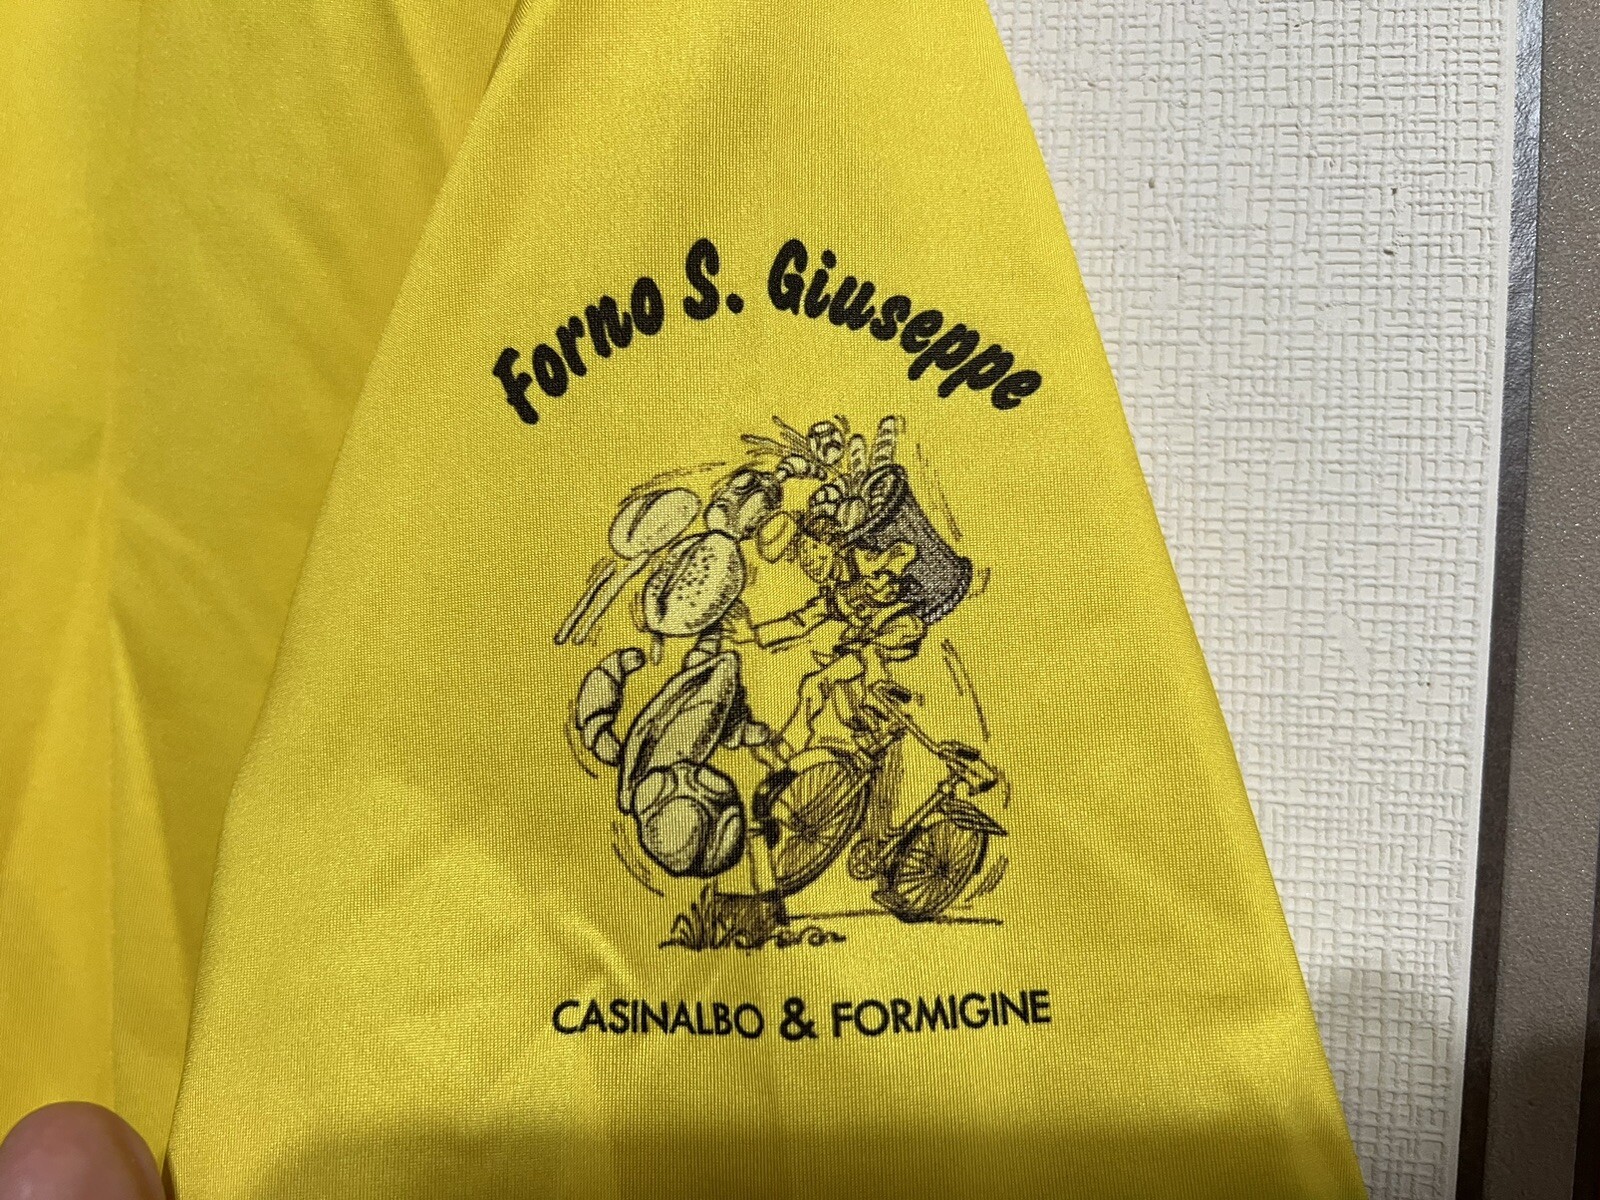 Forno S. Giuseppe
CASINALBO & FORMIGINE